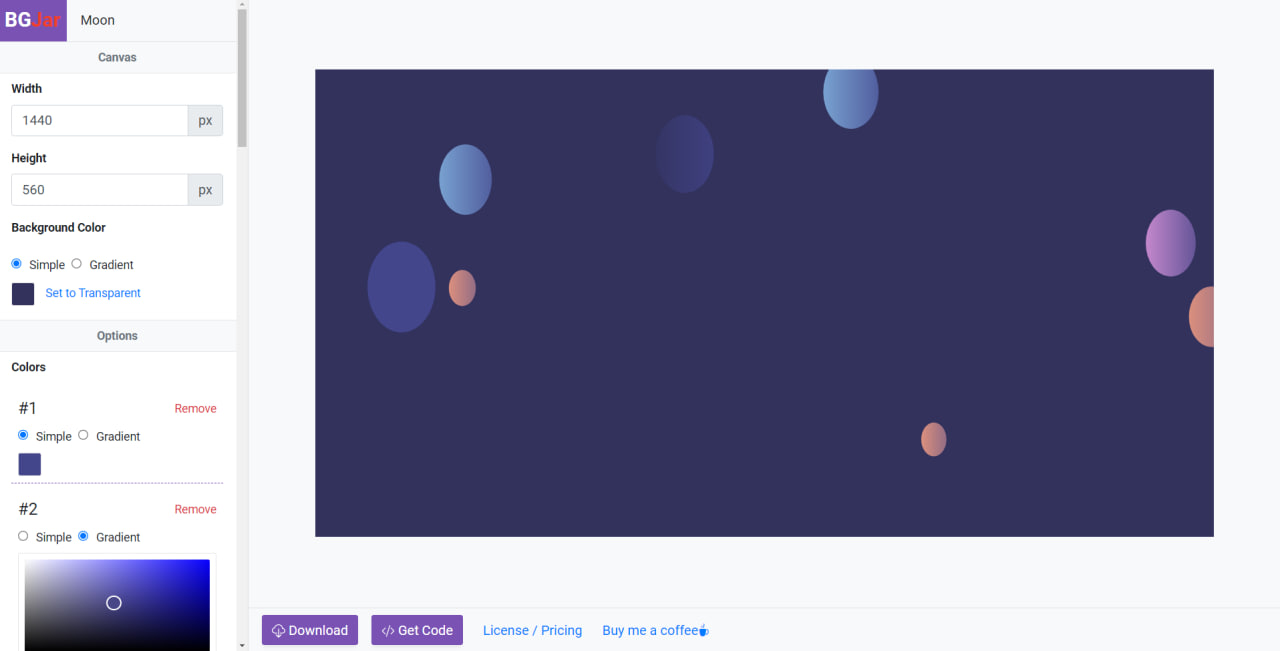 BGJar
Moon
Canvas
Width
1440 px
Height
560 px
Background Color
Simple Gradient
Set to Transparent
Options
Colors
#1 Remove
Simple Gradient
#2 Remove
Simple Gradient
Download </> Get Code License / Pricing Buy me a coffee